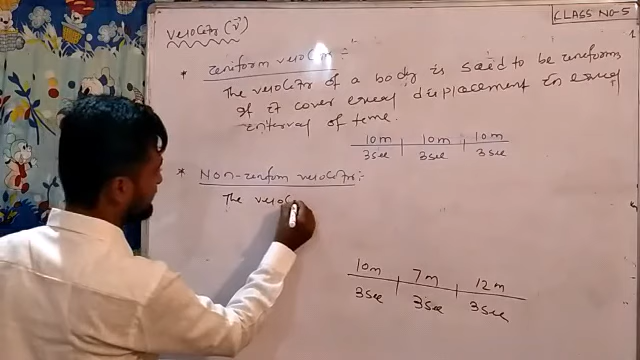 CLASS NO-5
Velocity (v⃗)
* Uniform velocity :-
The velocity of a body is said to be uniform
if it cover equal displacement in equal
interval of time.
10m 10m 10m
3sec 3sec 3sec
* Non-uniform velocity:-
The veloc
10m 7m 12m
3sec 3sec 3sec